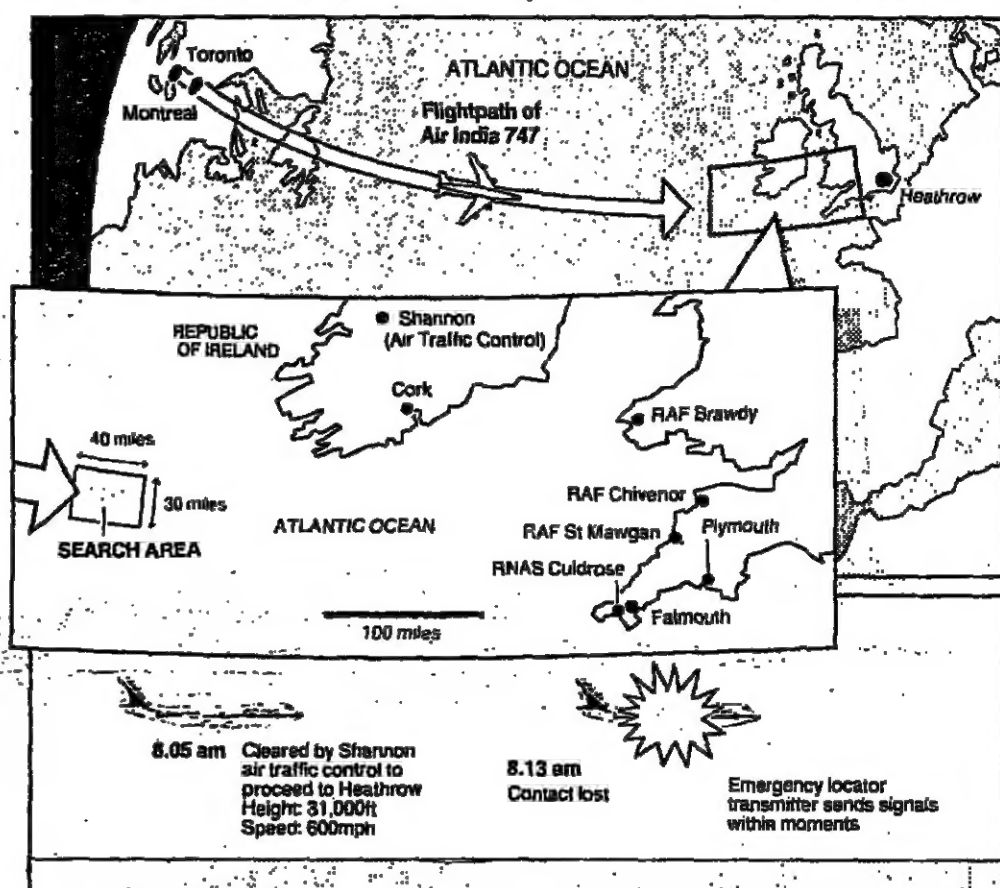 Toronto
Montreal
ATLANTIC OCEAN
Flightpath of
Air India 747
Heathrow
REPUBLIC
OF IRELAND
Shannon
(Air Traffic Control)
Cork
RAF Brawdy
40 miles
30 miles
SEARCH AREA
ATLANTIC OCEAN
RAF Chivenor
RAF St Mawgan
Plymouth
RNAS Culdrose
Falmouth
100 miles
8.05 am Cleared by Shannon
air traffic control to
proceed to Heathrow
Height: 31,000ft
Speed: 600mph
8.13 am
Contact lost
Emergency locator
transmitter sends signals
within moments